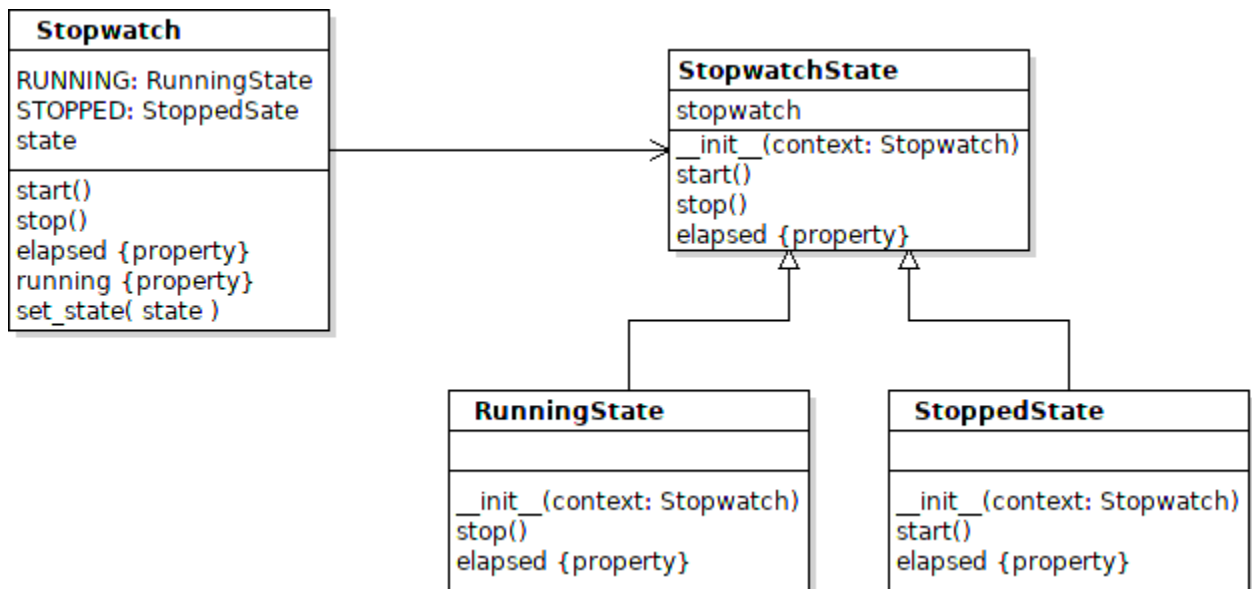 Stopwatch
RUNNING: RunningState
STOPPED: StoppedSate
state
start()
stop()
elapsed {property}
running {property}
set_state( state )
StopwatchState
stopwatch
__init__(context: Stopwatch)
start()
stop()
elapsed {property}
RunningState
__init__(context: Stopwatch)
stop()
elapsed {property}
StoppedState
__init__(context: Stopwatch)
start()
elapsed {property}